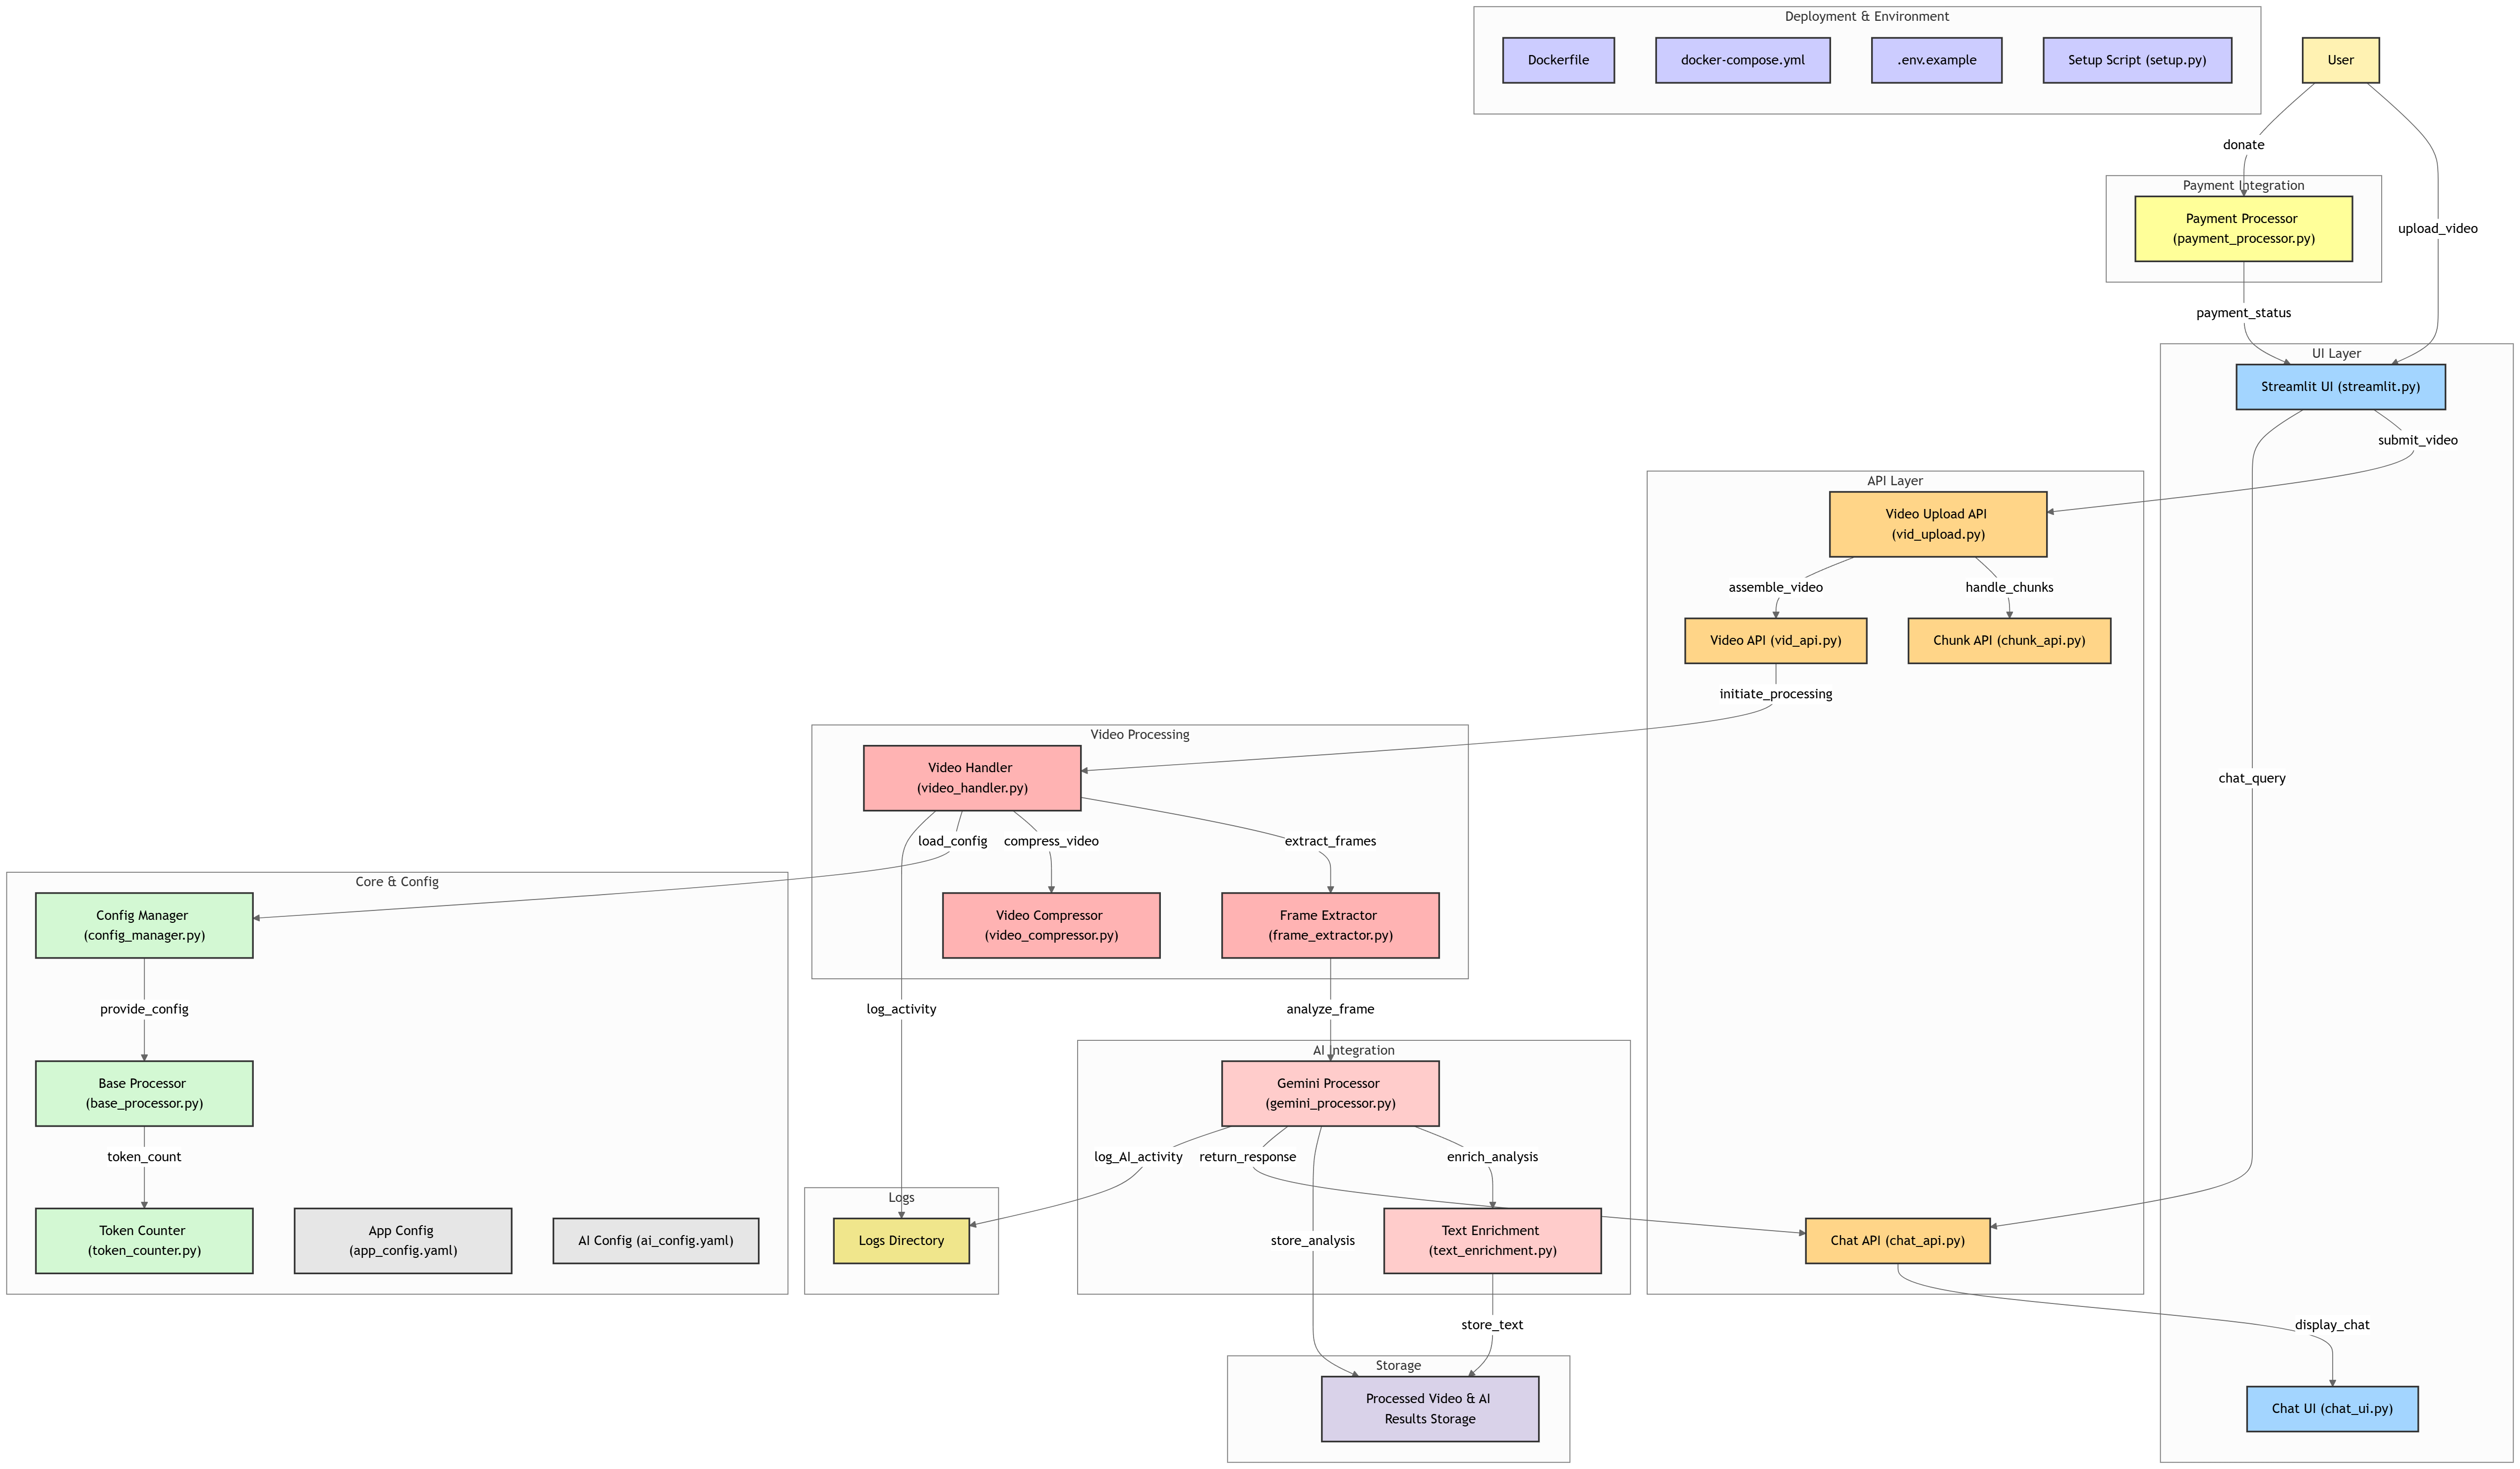 Deployment & Environment
Dockerfile
docker-compose.yml
.env.example
Setup Script (setup.py)
User
donate
Payment Integration
Payment Processor
(payment_processor.py)
upload_video
payment_status
UI Layer
Streamlit UI (streamlit.py)
submit_video
API Layer
Video Upload API
(vid_upload.py)
assemble_video
handle_chunks
Video API (vid_api.py)
Chunk API (chunk_api.py)
initiate_processing
Video Processing
Video Handler
(video_handler.py)
chat_query
load_config
compress_video
extract_frames
Core & Config
Config Manager
(config_manager.py)
Video Compressor
(video_compressor.py)
Frame Extractor
(frame_extractor.py)
provide_config
log_activity
analyze_frame
AI Integration
Base Processor
(base_processor.py)
Gemini Processor
(gemini_processor.py)
token_count
log_AI_activity
return_response
enrich_analysis
Logs
Token Counter
(token_counter.py)
App Config
(app_config.yaml)
AI Config (ai_config.yaml)
Logs Directory
store_analysis
Text Enrichment
(text_enrichment.py)
Chat API (chat_api.py)
store_text
display_chat
Storage
Processed Video & AI
Results Storage
Chat UI (chat_ui.py)